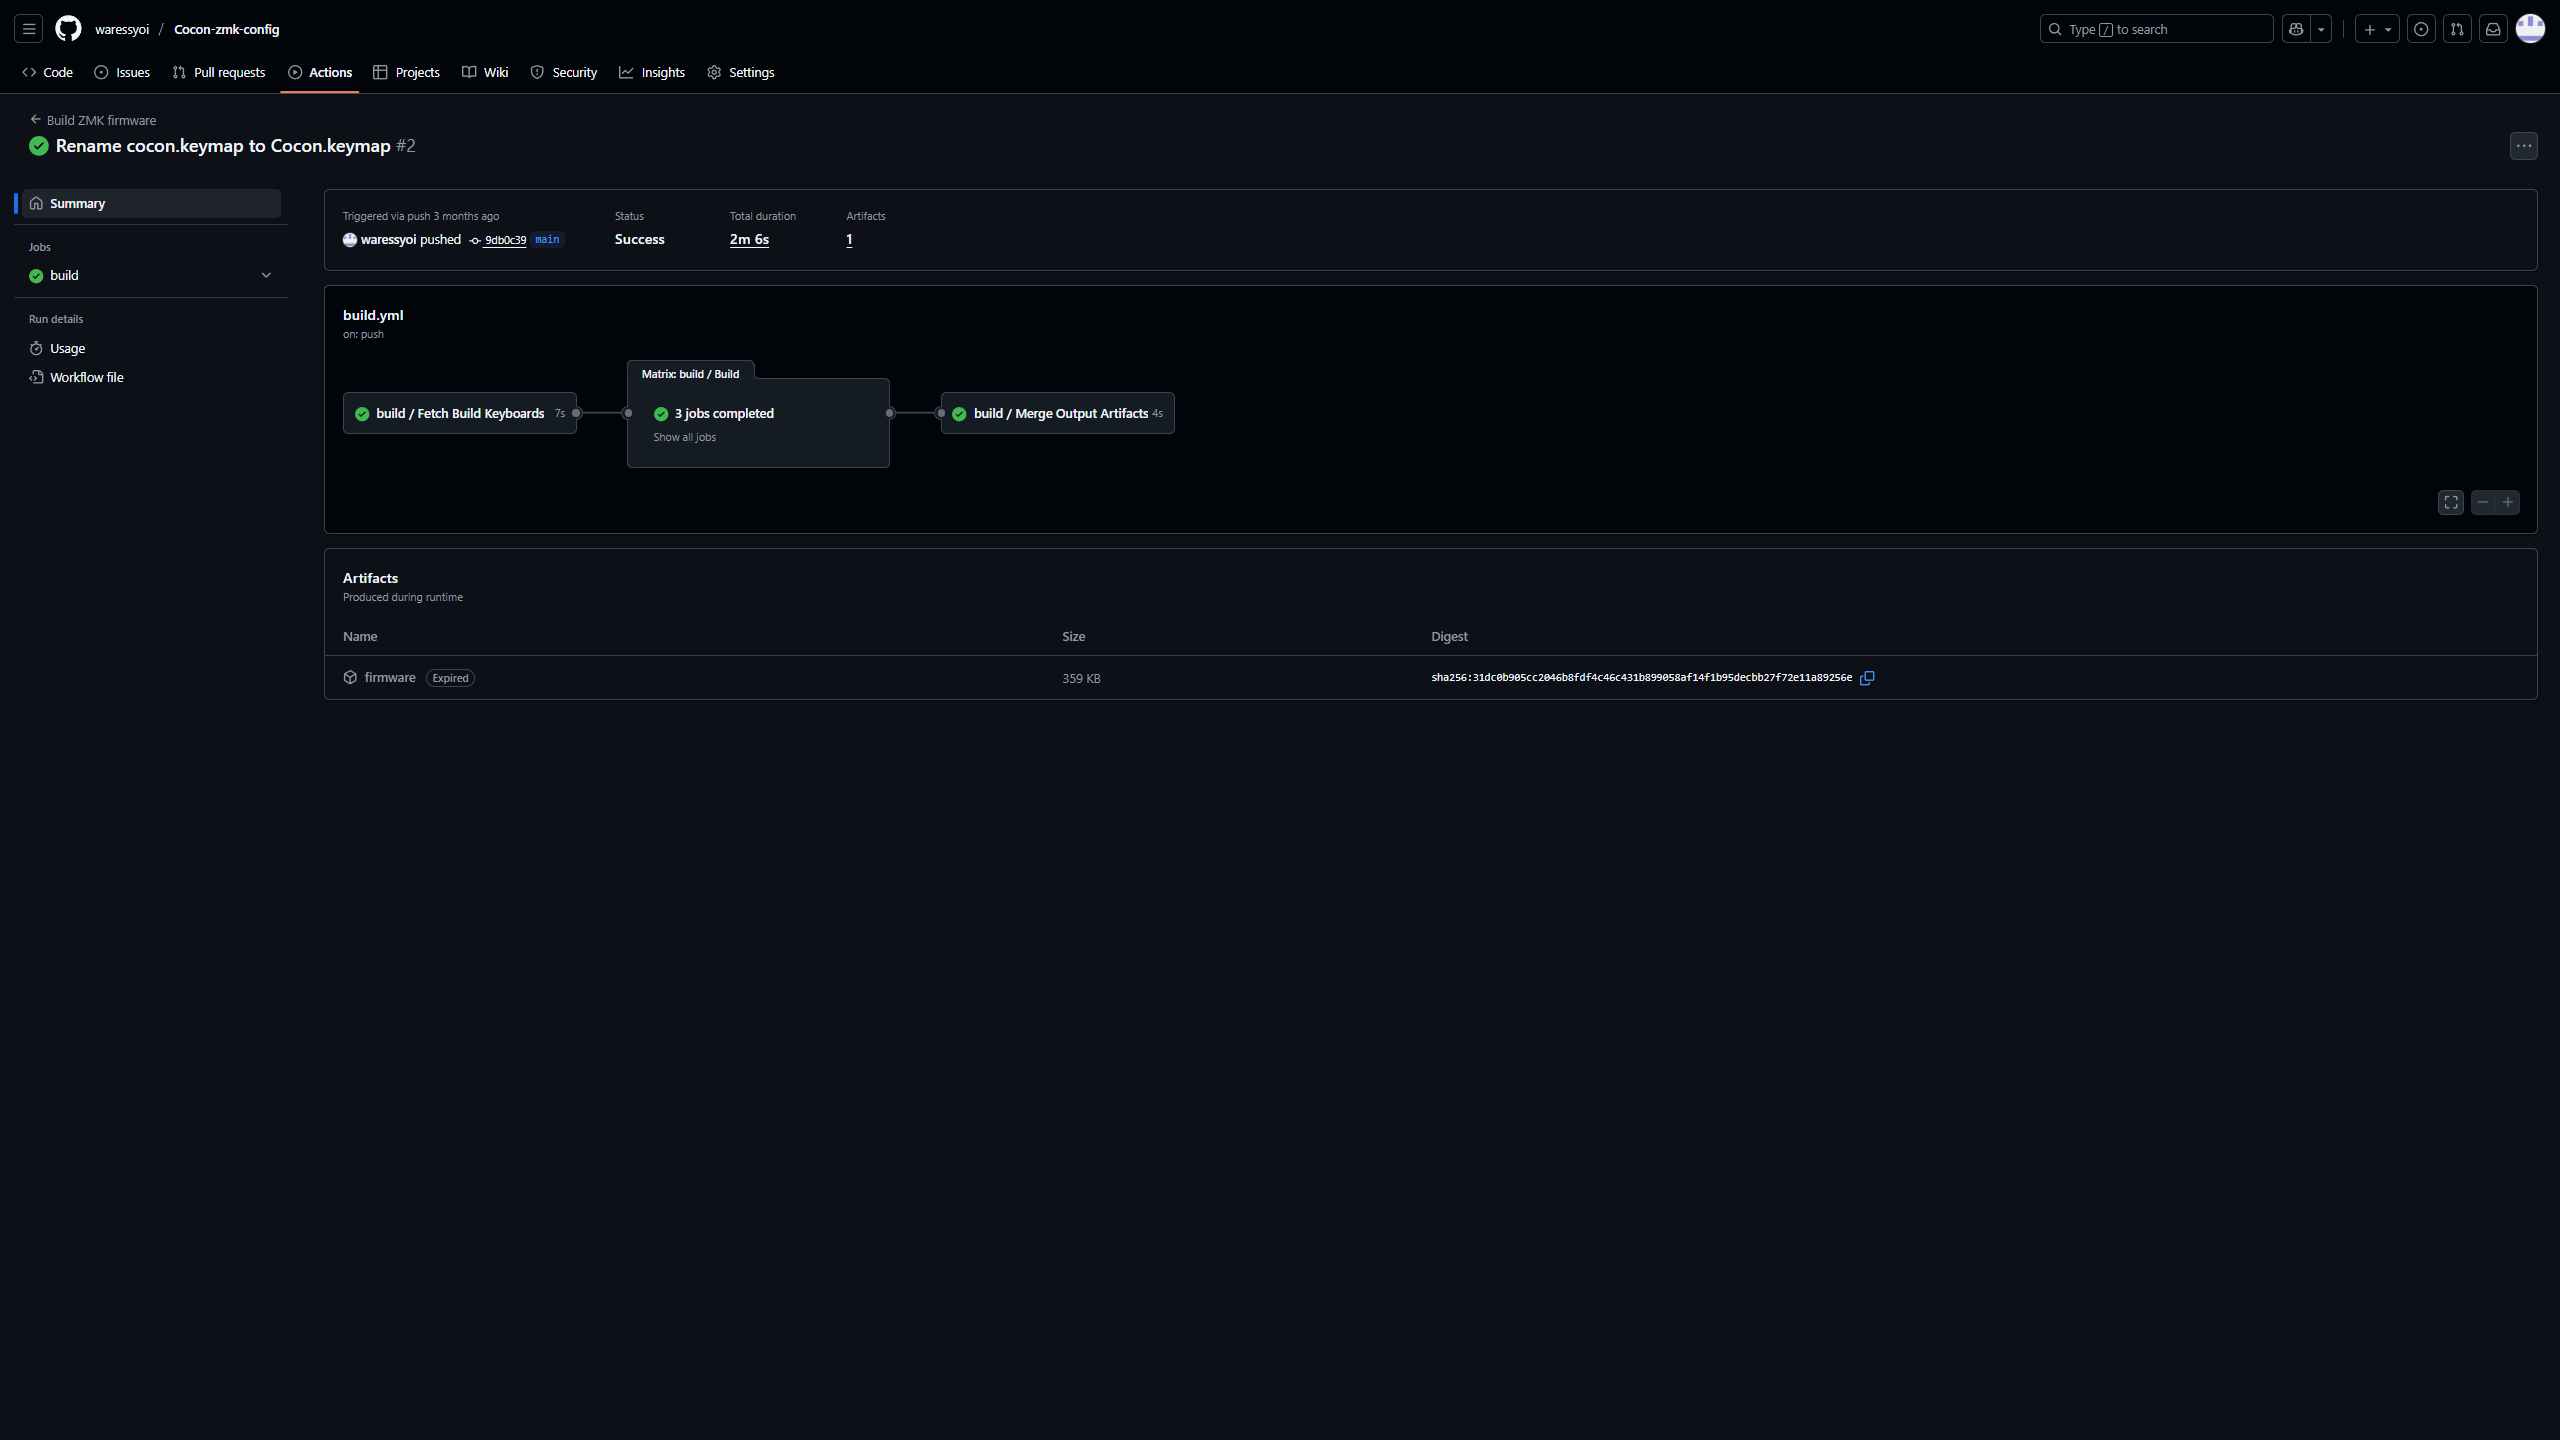 waressyoi / Cocon-zmk-config
Type / to search
Code Issues Pull requests Actions Projects Wiki Security Insights Settings
Build ZMK firmware
Rename cocon.keymap to Cocon.keymap #2
Summary
Jobs
build
Run details
Usage
Workflow file
Triggered via push 3 months ago
waressyoi pushed 9db0c39 main
Status
Success
Total duration
2m 6s
Artifacts
1
build.yml
on: push
build / Fetch Build Keyboards 7s
Matrix: build / Build
3 jobs completed
Show all jobs
build / Merge Output Artifacts 4s
Artifacts
Produced during runtime
Name Size Digest
firmware Expired 359 KB sha256:31dc0b905cc2046b8fdf4c46c431b899058af14f1b95decbb27f72e11a89256e